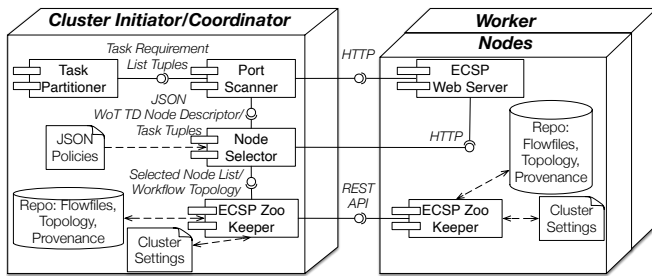 Cluster Initiator/Coordinator
Task Requirement
List Tuples
Task
Partitioner
Port
Scanner
JSON
WoT TD Node Descriptor/
Task Tuples
JSON
Policies
Node
Selector
Selected Node List/
Workflow Topology
Repo: Flowfiles,
Topology,
Provenance
ECSP Zoo
Keeper
Cluster
Settings
HTTP
HTTP
REST
API
Worker
Nodes
ECSP
Web Server
Repo:
Flowfiles,
Topology,
Provenance
ECSP Zoo
Keeper
Cluster
Settings